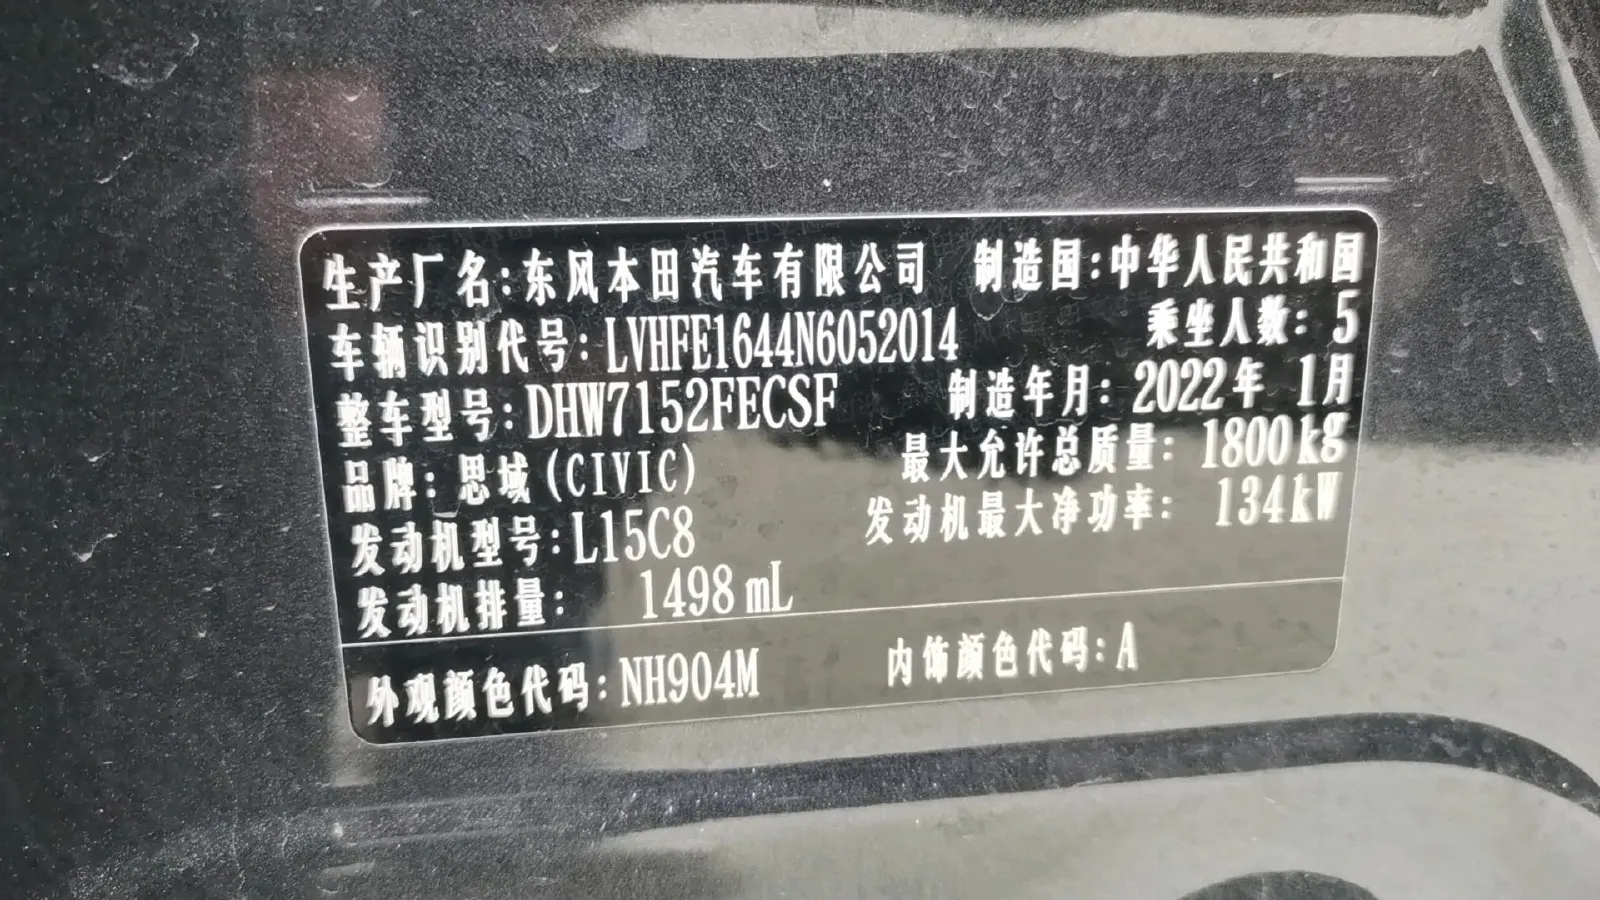 生产厂名：东风本田汽车有限公司 制造国：中华人民共和国
车辆识别代号：LVHFE1644N6052014 乘坐人数：5
整车型号：DHW7152FECSF 制造年月：2022年 1月
品牌：思域(CIVIC) 最大允许总质量：1800kg
发动机型号：L15C8 发动机最大净功率：134kW
发动机排量： 1498mL
外观颜色代码：NH904M 内饰颜色代码：A